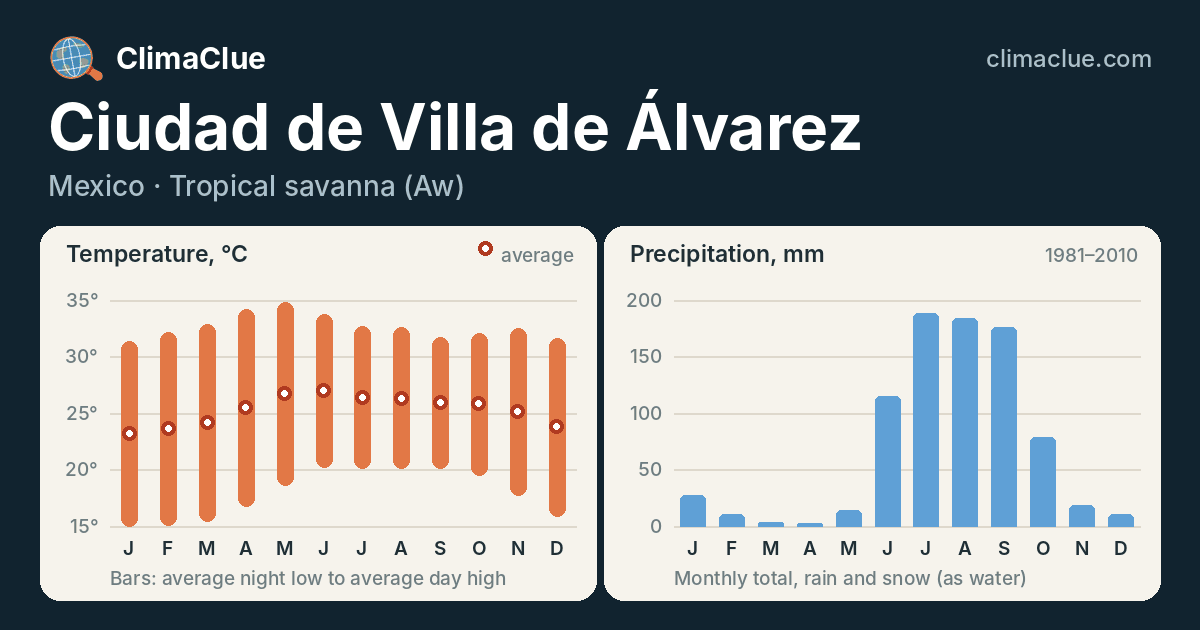 ClimaClue
climaclue.com
Ciudad de Villa de Álvarez
Mexico · Tropical savanna (Aw)
Temperature, °C
average
35°
30°
25°
20°
15°
J F M A M J J A S O N D
Bars: average night low to average day high
Precipitation, mm
1981–2010
200
150
100
50
0
J F M A M J J A S O N D
Monthly total, rain and snow (as water)